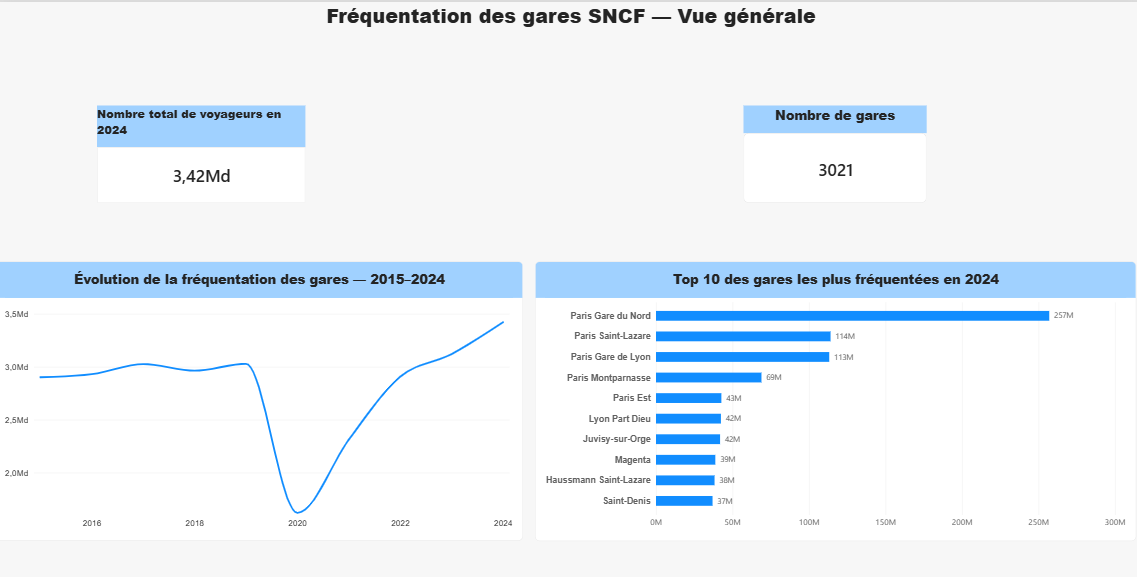 Fréquentation des gares SNCF — Vue générale
Nombre total de voyageurs en
2024
3,42Md
Nombre de gares
3021
Évolution de la fréquentation des gares — 2015–2024
3,5Md
3,0Md
2,5Md
2,0Md
2016 2018 2020 2022 2024
Top 10 des gares les plus fréquentées en 2024
Paris Gare du Nord 257M
Paris Saint-Lazare 114M
Paris Gare de Lyon 113M
Paris Montparnasse 69M
Paris Est 43M
Lyon Part Dieu 42M
Juvisy-sur-Orge 42M
Magenta 39M
Haussmann Saint-Lazare 38M
Saint-Denis 37M
0M 50M 100M 150M 200M 250M 300M